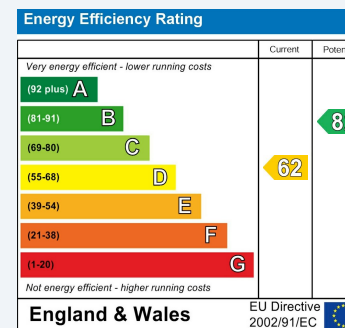 Energy Efficiency Rating
Current
Very energy efficient - lower running costs
(92 plus) A
(81-91) B
(69-80) C
(55-68) D
62
(39-54) E
(21-38) F
(1-20) G
Not energy efficient - higher running costs
England & Wales
EU Directive
2002/91/EC